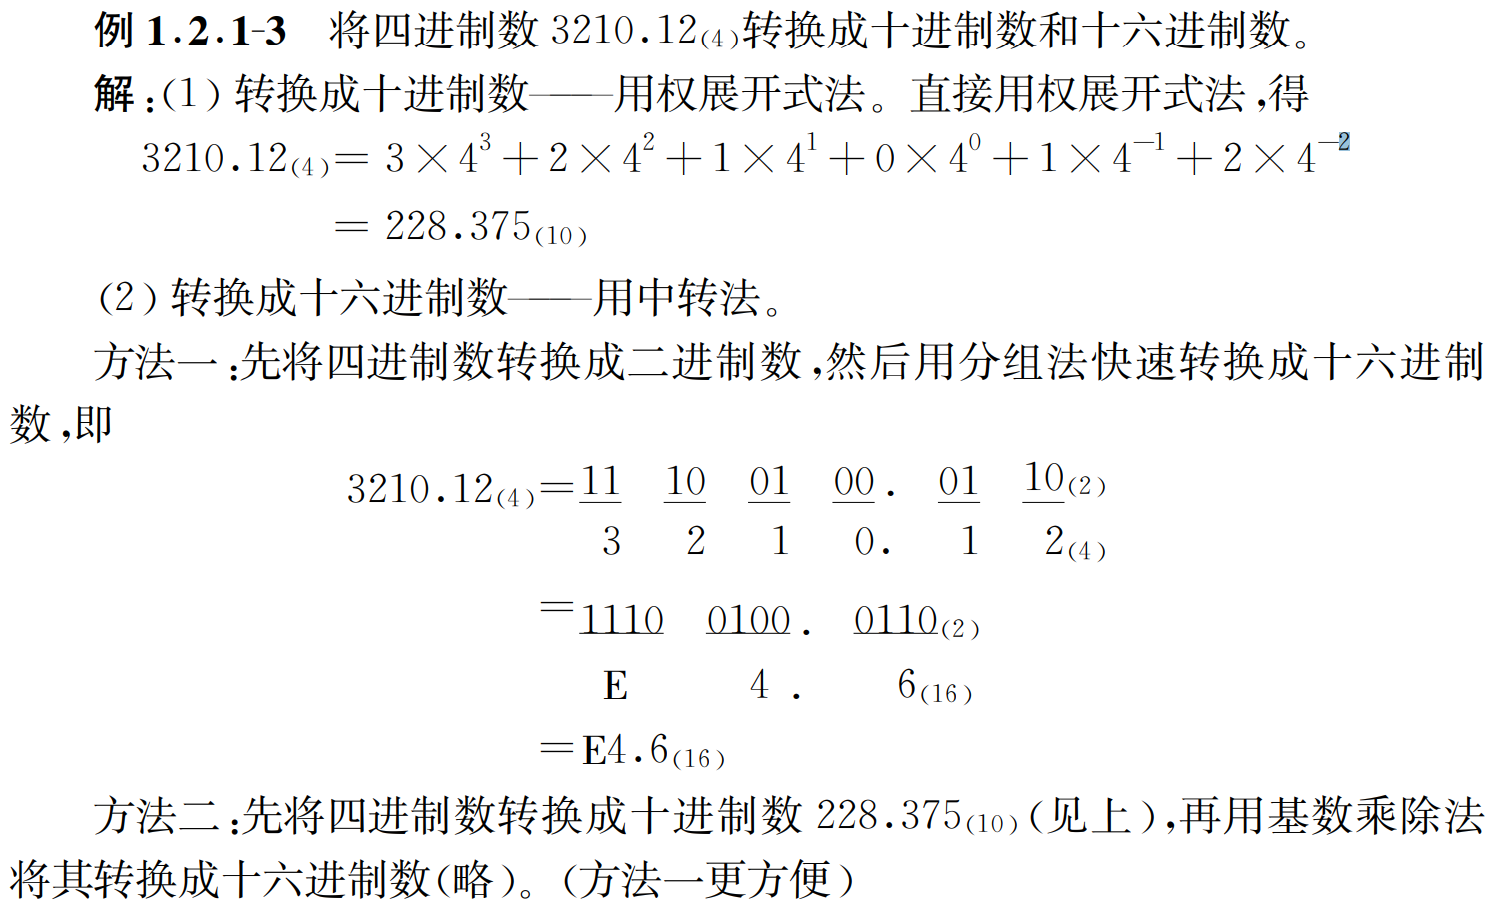 例 1.2.1-3 将四进制数 3210.12(4)转换成十进制数和十六进制数。
解:(1) 转换成十进制数——用权展开式法。直接用权展开式法,得
3210.12(4)= 3×4³+2×4²+1×4¹+0×4⁰+1×4⁻¹+2×4⁻²
= 228.375(10)
(2) 转换成十六进制数——用中转法。
方法一:先将四进制数转换成二进制数,然后用分组法快速转换成十六进制
数,即
3210.12(4)=11 10 01 00. 01 10(2)
3 2 1 0. 1 2(4)
=1110 0100. 0110(2)
E 4 . 6(16)
=E4.6(16)
方法二:先将四进制数转换成十进制数 228.375(10)(见上),再用基数乘除法
将其转换成十六进制数(略)。(方法一更方便)